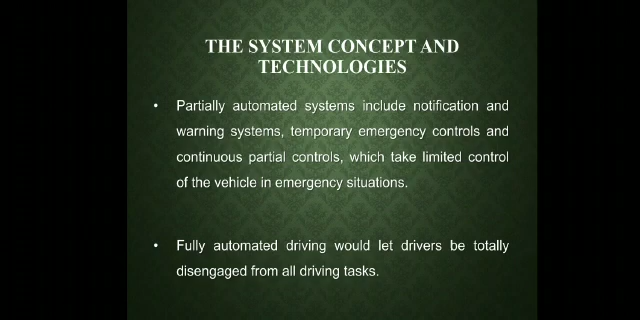 THE SYSTEM CONCEPT AND
TECHNOLOGIES
• Partially automated systems include notification and
warning systems, temporary emergency controls and
continuous partial controls, which take limited control
of the vehicle in emergency situations.
• Fully automated driving would let drivers be totally
disengaged from all driving tasks.